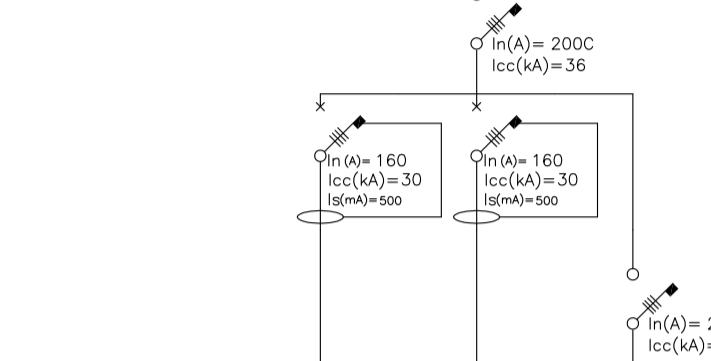 In(A)= 200C
Icc(kA)=36
In (A)= 160
Icc(kA)=30
Is(mA)=500
In (A)= 160
Icc(kA)=30
Is(mA)=500
In(A)=
Icc(kA)=